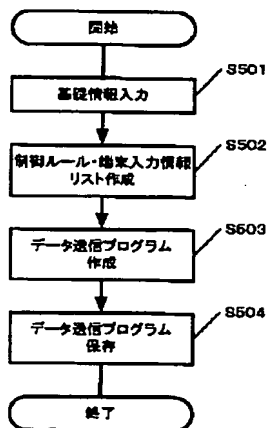 開始
S501
基礎情報入力
S502
制御ルール・端末入力情報
リスト作成
S503
データ送信プログラム
作成
S504
データ送信プログラム
保存
終了